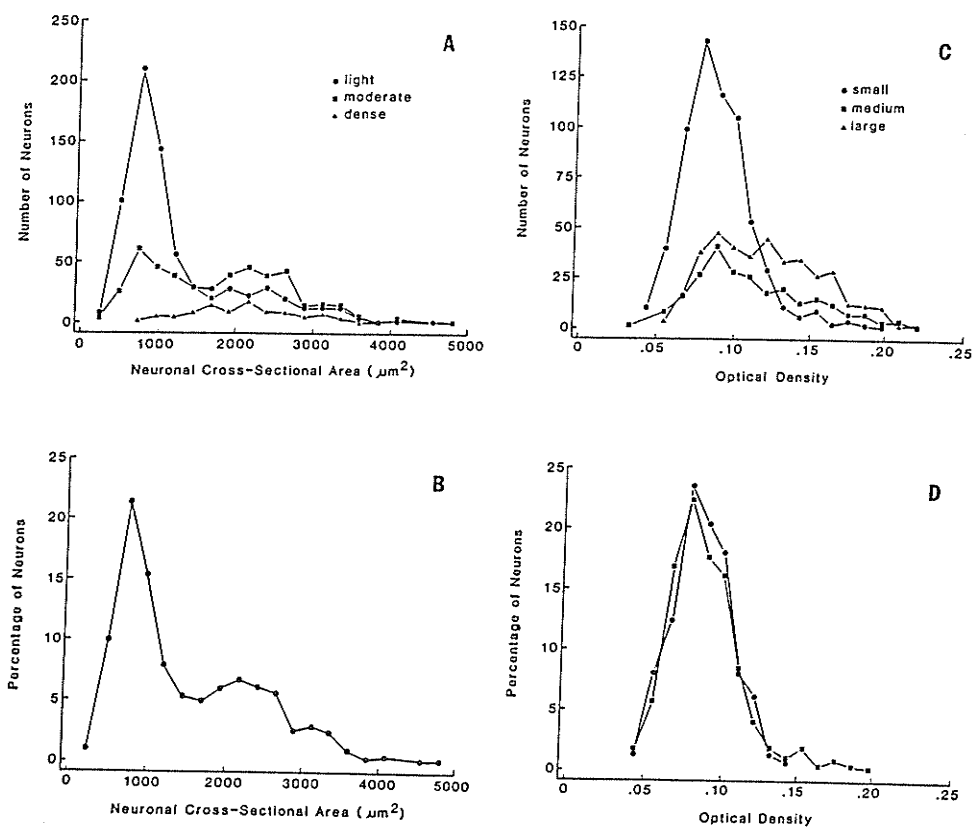 A
250
200
150
100
50
0
Number of Neurons
light
moderate
dense
0 1000 2000 3000 4000 5000
Neuronal Cross-Sectional Area (μm²)
C
150
125
100
75
50
25
0
Number of Neurons
small
medium
large
0 .05 .10 .15 .20 .25
Optical Density
B
25
20
15
10
5
0
Percentage of Neurons
0 1000 2000 3000 4000 5000
Neuronal Cross-Sectional Area (μm²)
D
25
20
15
10
5
0
Percentage of Neurons
0 .05 .10 .15 .20 .25
Optical Density